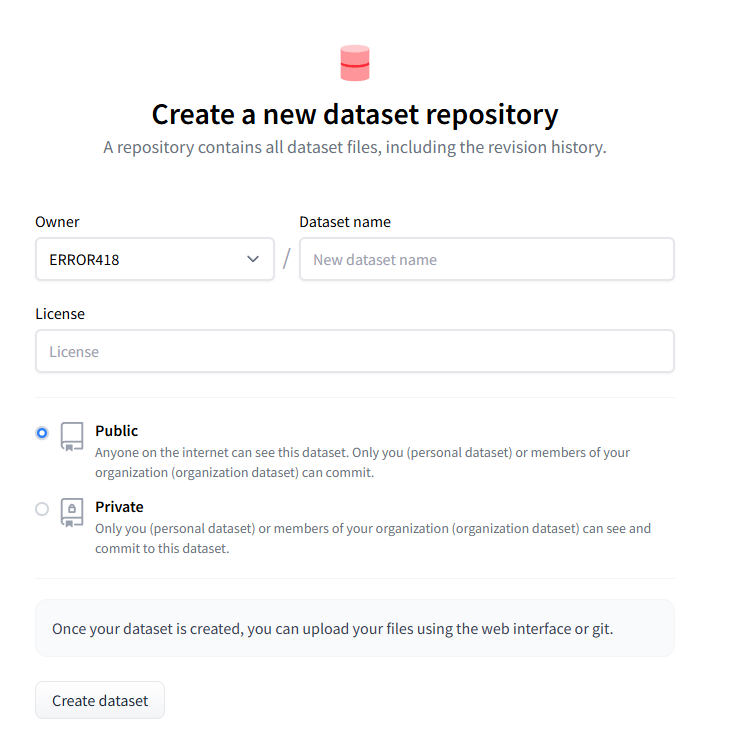 Create a new dataset repository
A repository contains all dataset files, including the revision history.
Owner
Dataset name
ERROR418
/
New dataset name
License
License
Public
Anyone on the internet can see this dataset. Only you (personal dataset) or members of your
organization (organization dataset) can commit.
Private
Only you (personal dataset) or members of your organization (organization dataset) can see and
commit to this dataset.
Once your dataset is created, you can upload your files using the web interface or git.
Create dataset